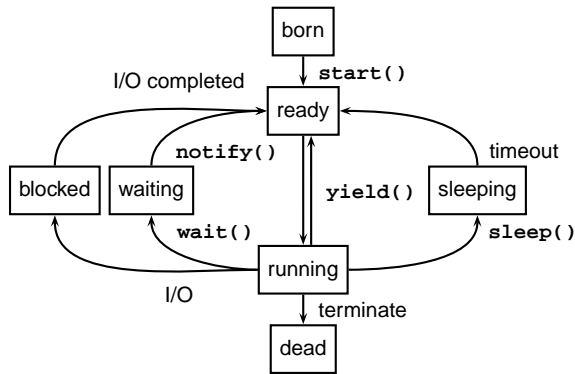 born
start()
I/O completed
ready
notify()
timeout
blocked
waiting
yield()
sleeping
wait()
sleep()
running
I/O
terminate
dead